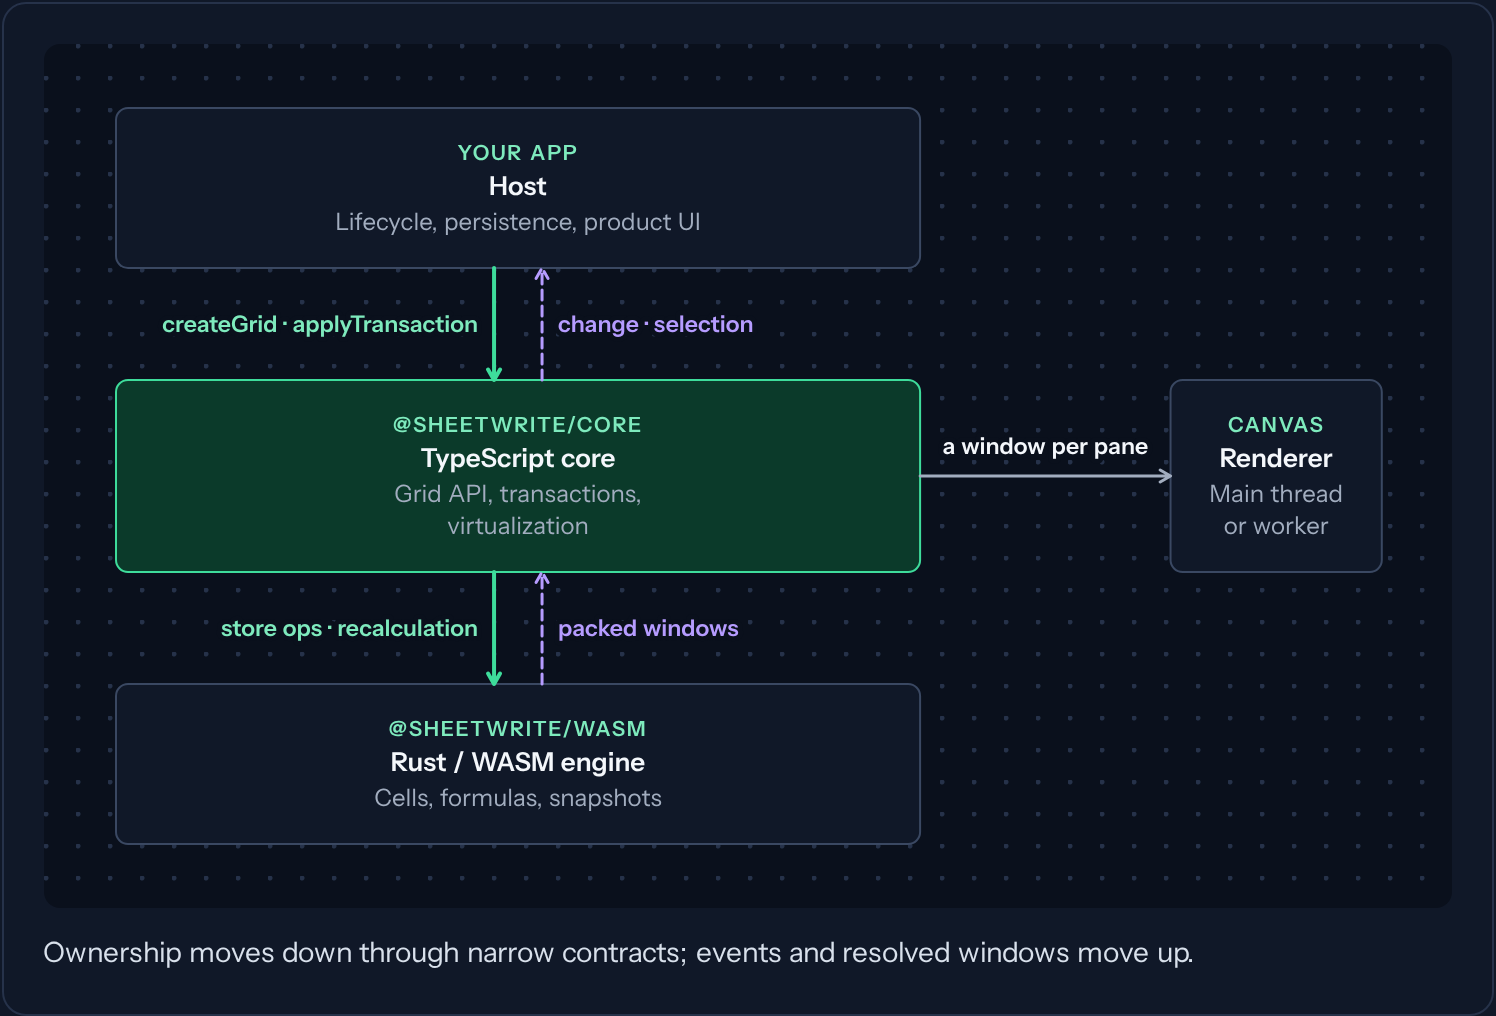 YOUR APP
Host
Lifecycle, persistence, product UI
createGrid · applyTransaction
change · selection
@SHEETWRITE/CORE
TypeScript core
Grid API, transactions,
virtualization
a window per pane
CANVAS
Renderer
Main thread
or worker
store ops · recalculation
packed windows
@SHEETWRITE/WASM
Rust / WASM engine
Cells, formulas, snapshots
Ownership moves down through narrow contracts; events and resolved windows move up.